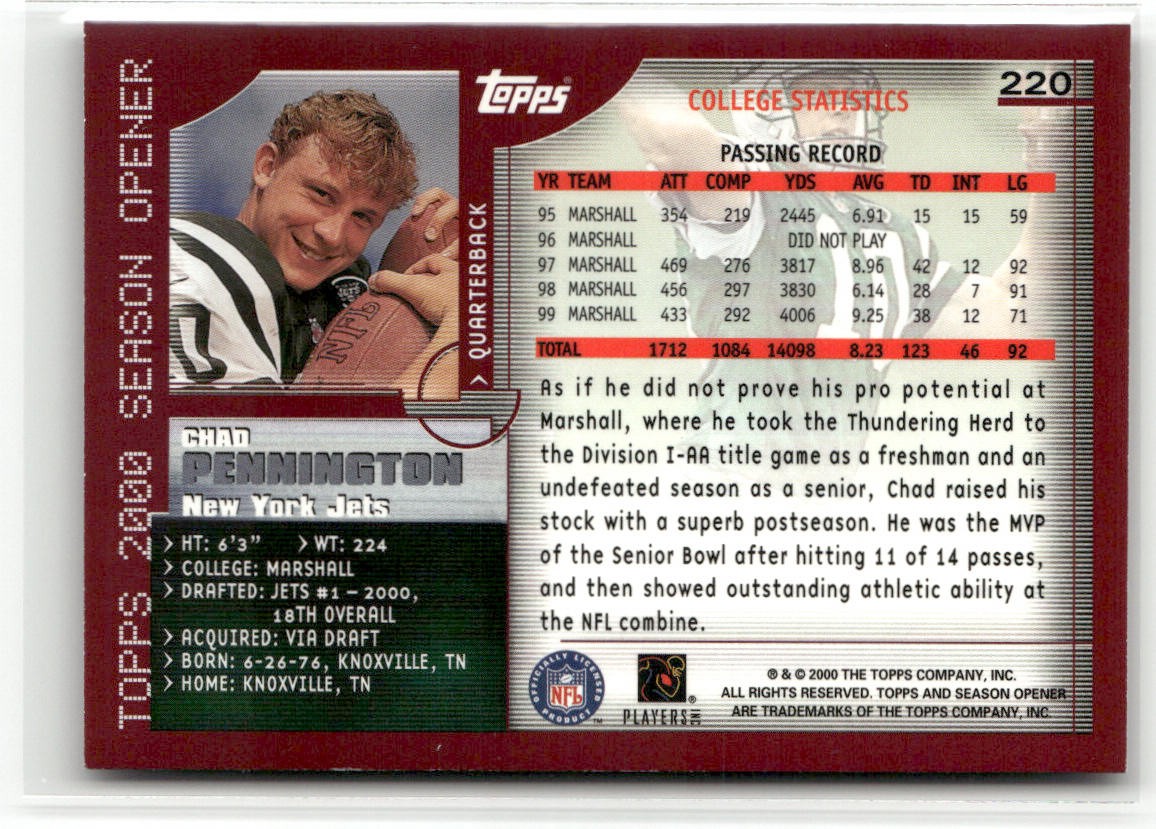 TOPPS 2000 SEASON OPENER
TOPPS®
> QUARTERBACK
CHAD
PENNINGTON
New York Jets
> HT: 6'3" > WT: 224
> COLLEGE: MARSHALL
> DRAFTED: JETS #1 – 2000,
18TH OVERALL
> ACQUIRED: VIA DRAFT
> BORN: 6-26-76, KNOXVILLE, TN
> HOME: KNOXVILLE, TN
220
COLLEGE STATISTICS
PASSING RECORD
YR TEAM ATT COMP YDS AVG TD INT LG
95 MARSHALL 354 219 2445 6.91 15 15 59
96 MARSHALL DID NOT PLAY
97 MARSHALL 469 276 3817 8.96 42 12 92
98 MARSHALL 456 297 3830 6.14 28 7 91
99 MARSHALL 433 292 4006 9.25 38 12 71
TOTAL 1712 1084 14098 8.23 123 46 92
As if he did not prove his pro potential at
Marshall, where he took the Thundering Herd to
the Division I-AA title game as a freshman and an
undefeated season as a senior, Chad raised his
stock with a superb postseason. He was the MVP
of the Senior Bowl after hitting 11 of 14 passes,
and then showed outstanding athletic ability at
the NFL combine.
OFFICIALLY LICENSED
NFL
PRODUCT ™
PLAYERS INC ®
® & © 2000 THE TOPPS COMPANY, INC.
ALL RIGHTS RESERVED. TOPPS AND SEASON OPENER
ARE TRADEMARKS OF THE TOPPS COMPANY, INC.
NFL
JETS
10